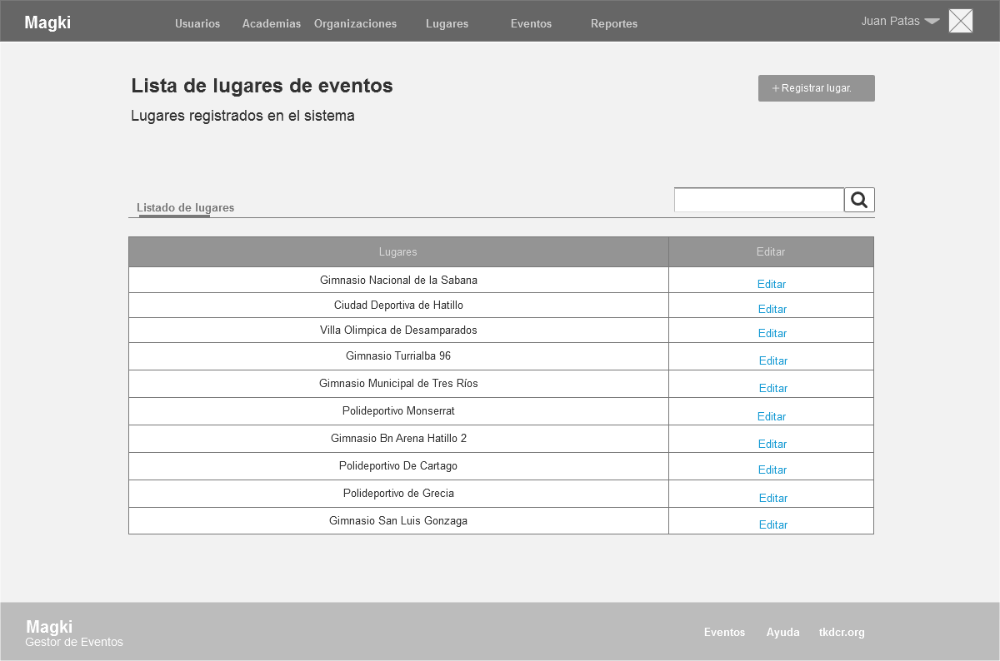 Magki
Usuarios Academias Organizaciones Lugares Eventos Reportes
Juan Patas
Lista de lugares de eventos
+ Registrar lugar.
Lugares registrados en el sistema
Listado de lugares
Lugares Editar
Gimnasio Nacional de la Sabana Editar
Ciudad Deportiva de Hatillo Editar
Villa Olimpica de Desamparados Editar
Gimnasio Turrialba 96 Editar
Gimnasio Municipal de Tres Ríos Editar
Polideportivo Monserrat Editar
Gimnasio Bn Arena Hatillo 2 Editar
Polideportivo De Cartago Editar
Polideportivo de Grecia Editar
Gimnasio San Luis Gonzaga Editar
Magki
Gestor de Eventos
Eventos Ayuda tkdcr.org